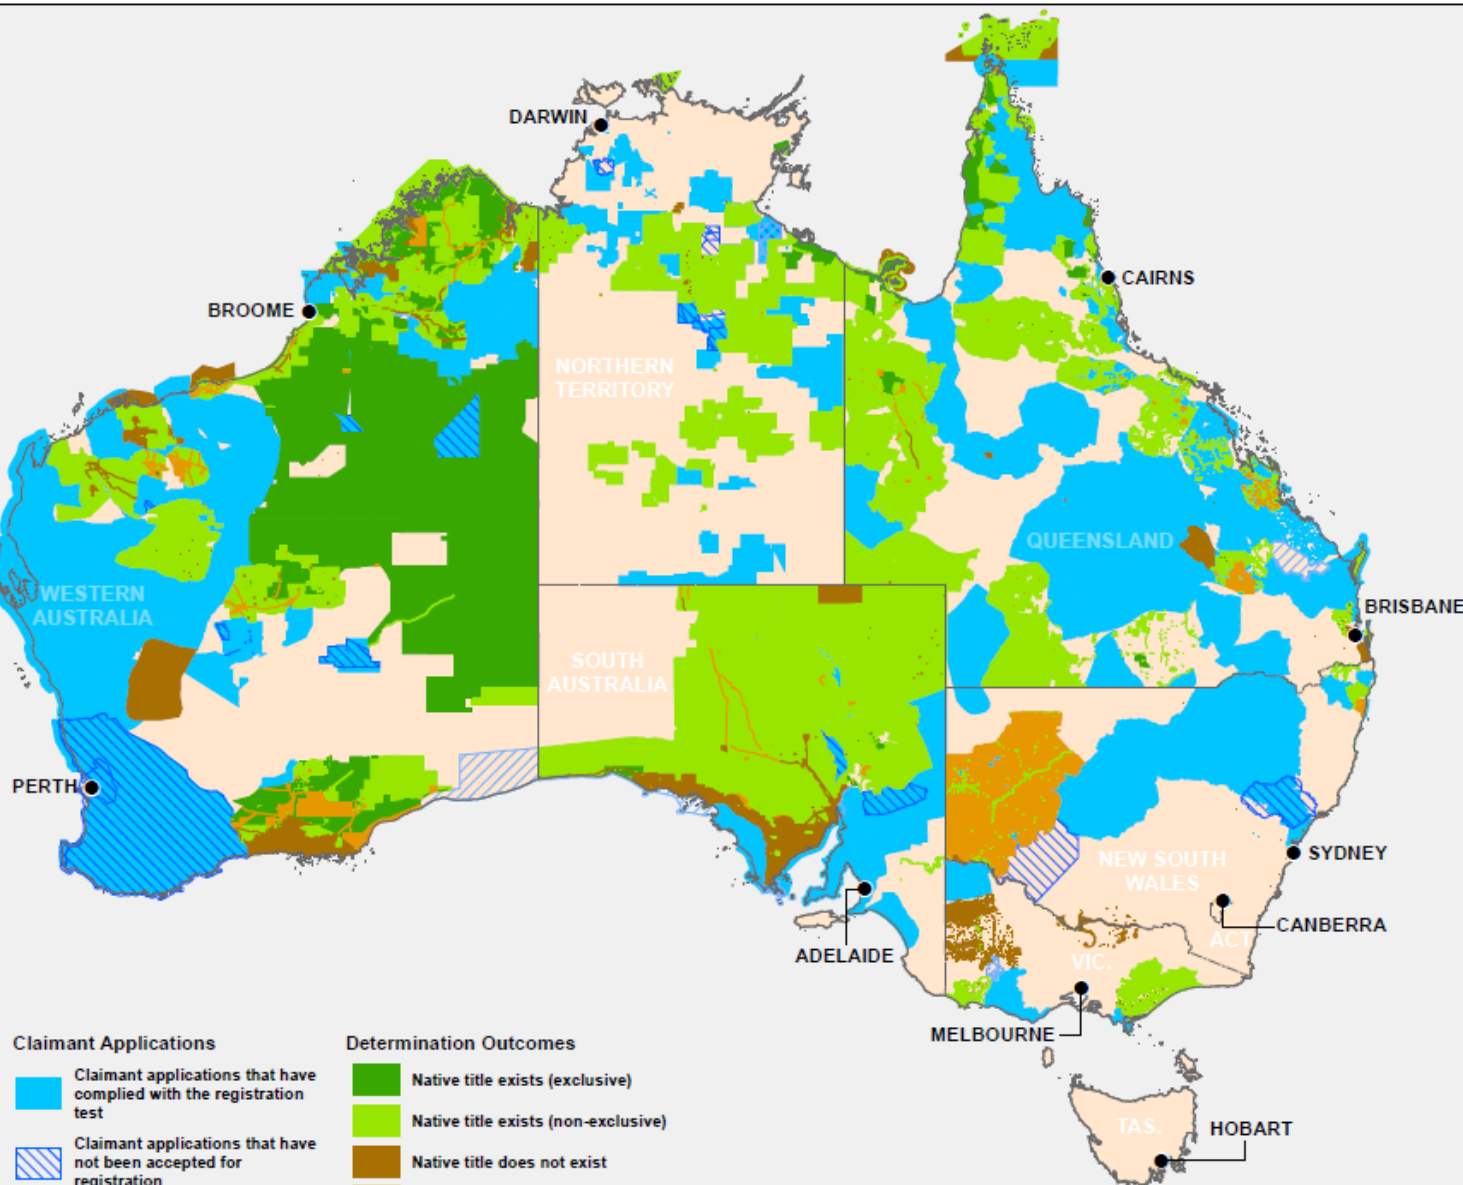 DARWIN
CAIRNS
BROOME
NORTHERN
TERRITORY
QUEENSLAND
WESTERN
AUSTRALIA
BRISBANE
SOUTH
AUSTRALIA
PERTH
SYDNEY
NEW SOUTH
WALES
CANBERRA
ACT
ADELAIDE
VIC.
MELBOURNE
TAS.
HOBART
Claimant Applications
Claimant applications that have
complied with the registration
test
Claimant applications that have
not been accepted for
registration
Determination Outcomes
Native title exists (exclusive)
Native title exists (non-exclusive)
Native title does not exist